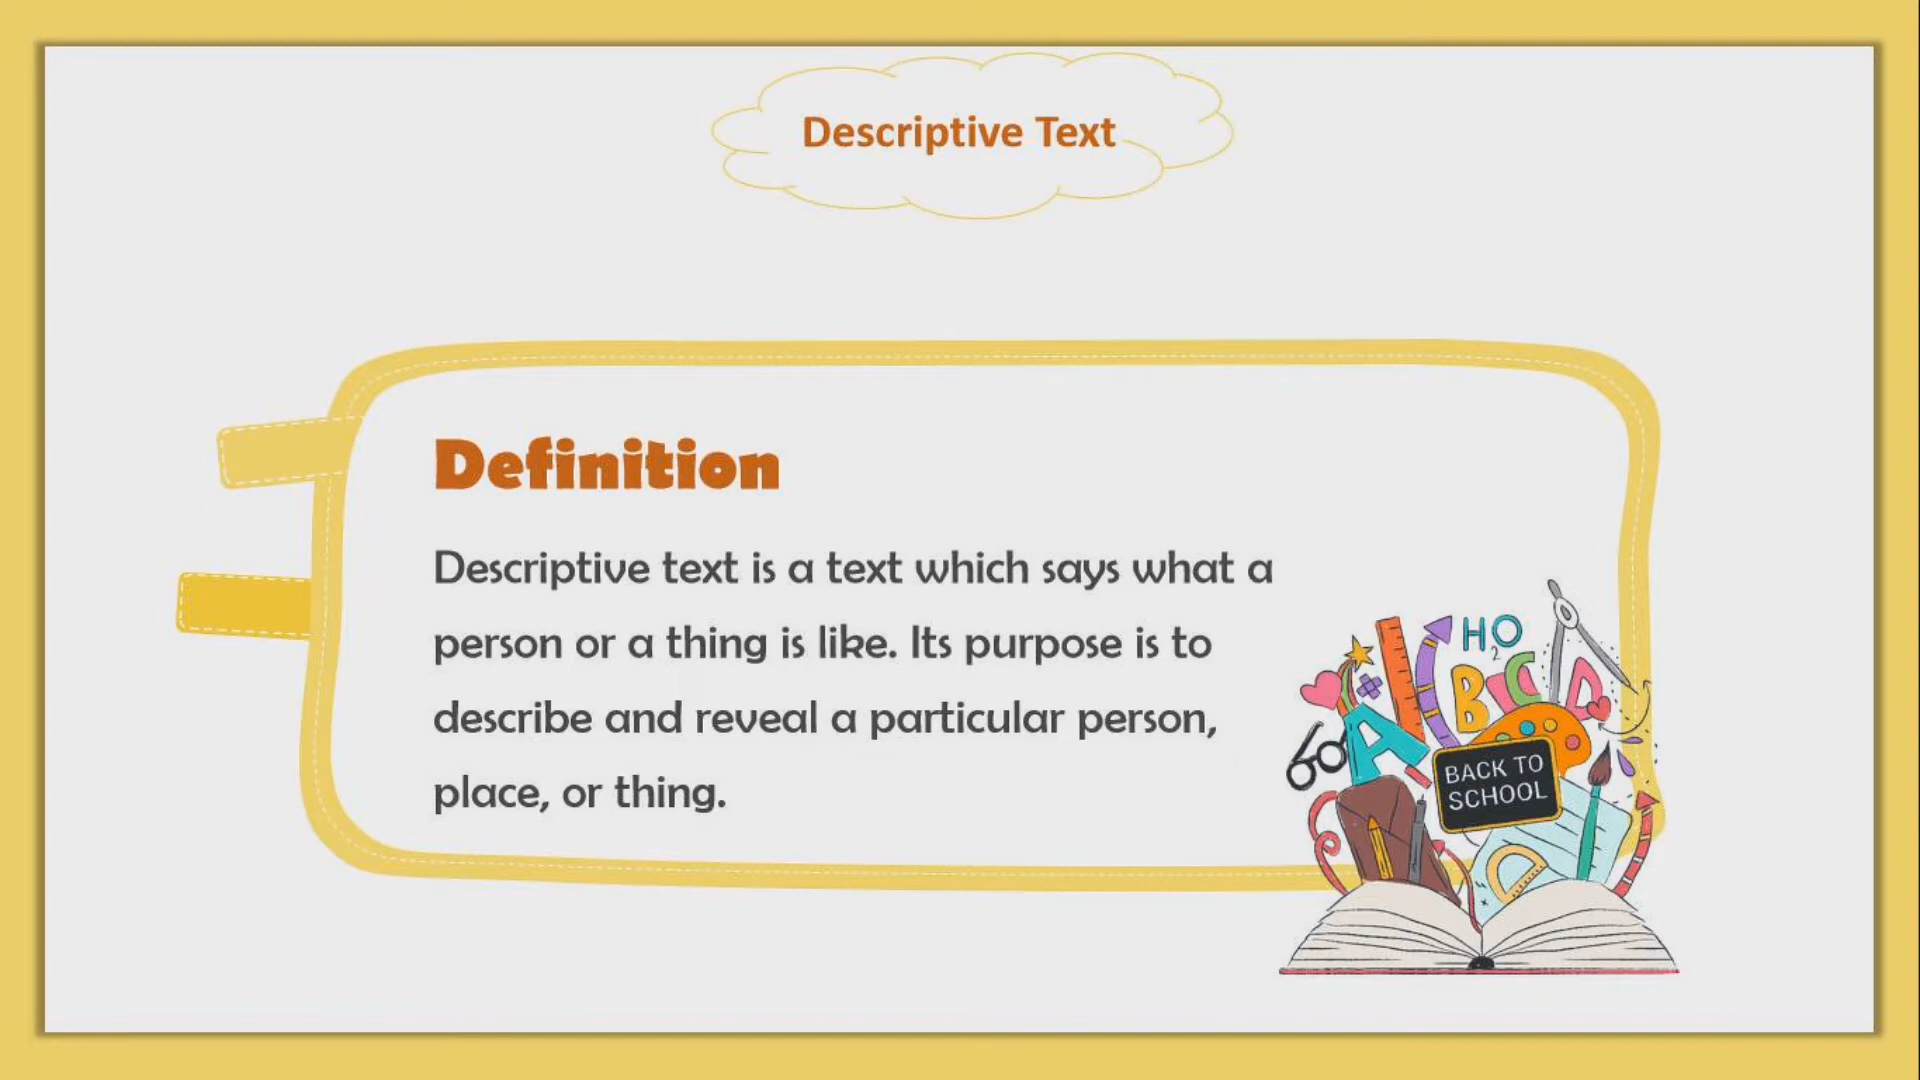 Descriptive Text
Definition
Descriptive text is a text which says what a
person or a thing is like. Its purpose is to
describe and reveal a particular person,
place, or thing.
H2O
A
B C D
BACK TO
SCHOOL